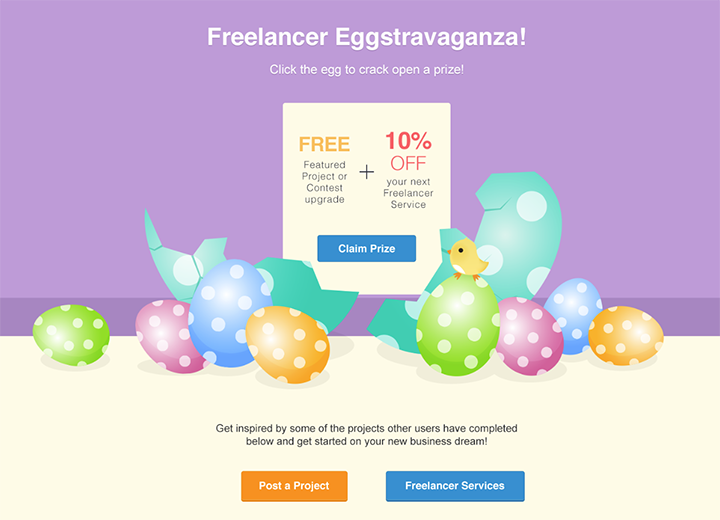 Freelancer Eggstravaganza!
Click the egg to crack open a prize!
FREE
Featured
Project or
Contest
upgrade
+
10%
OFF
your next
Freelancer
Service
Claim Prize
Get inspired by some of the projects other users have completed
below and get started on your new business dream!
Post a Project
Freelancer Services